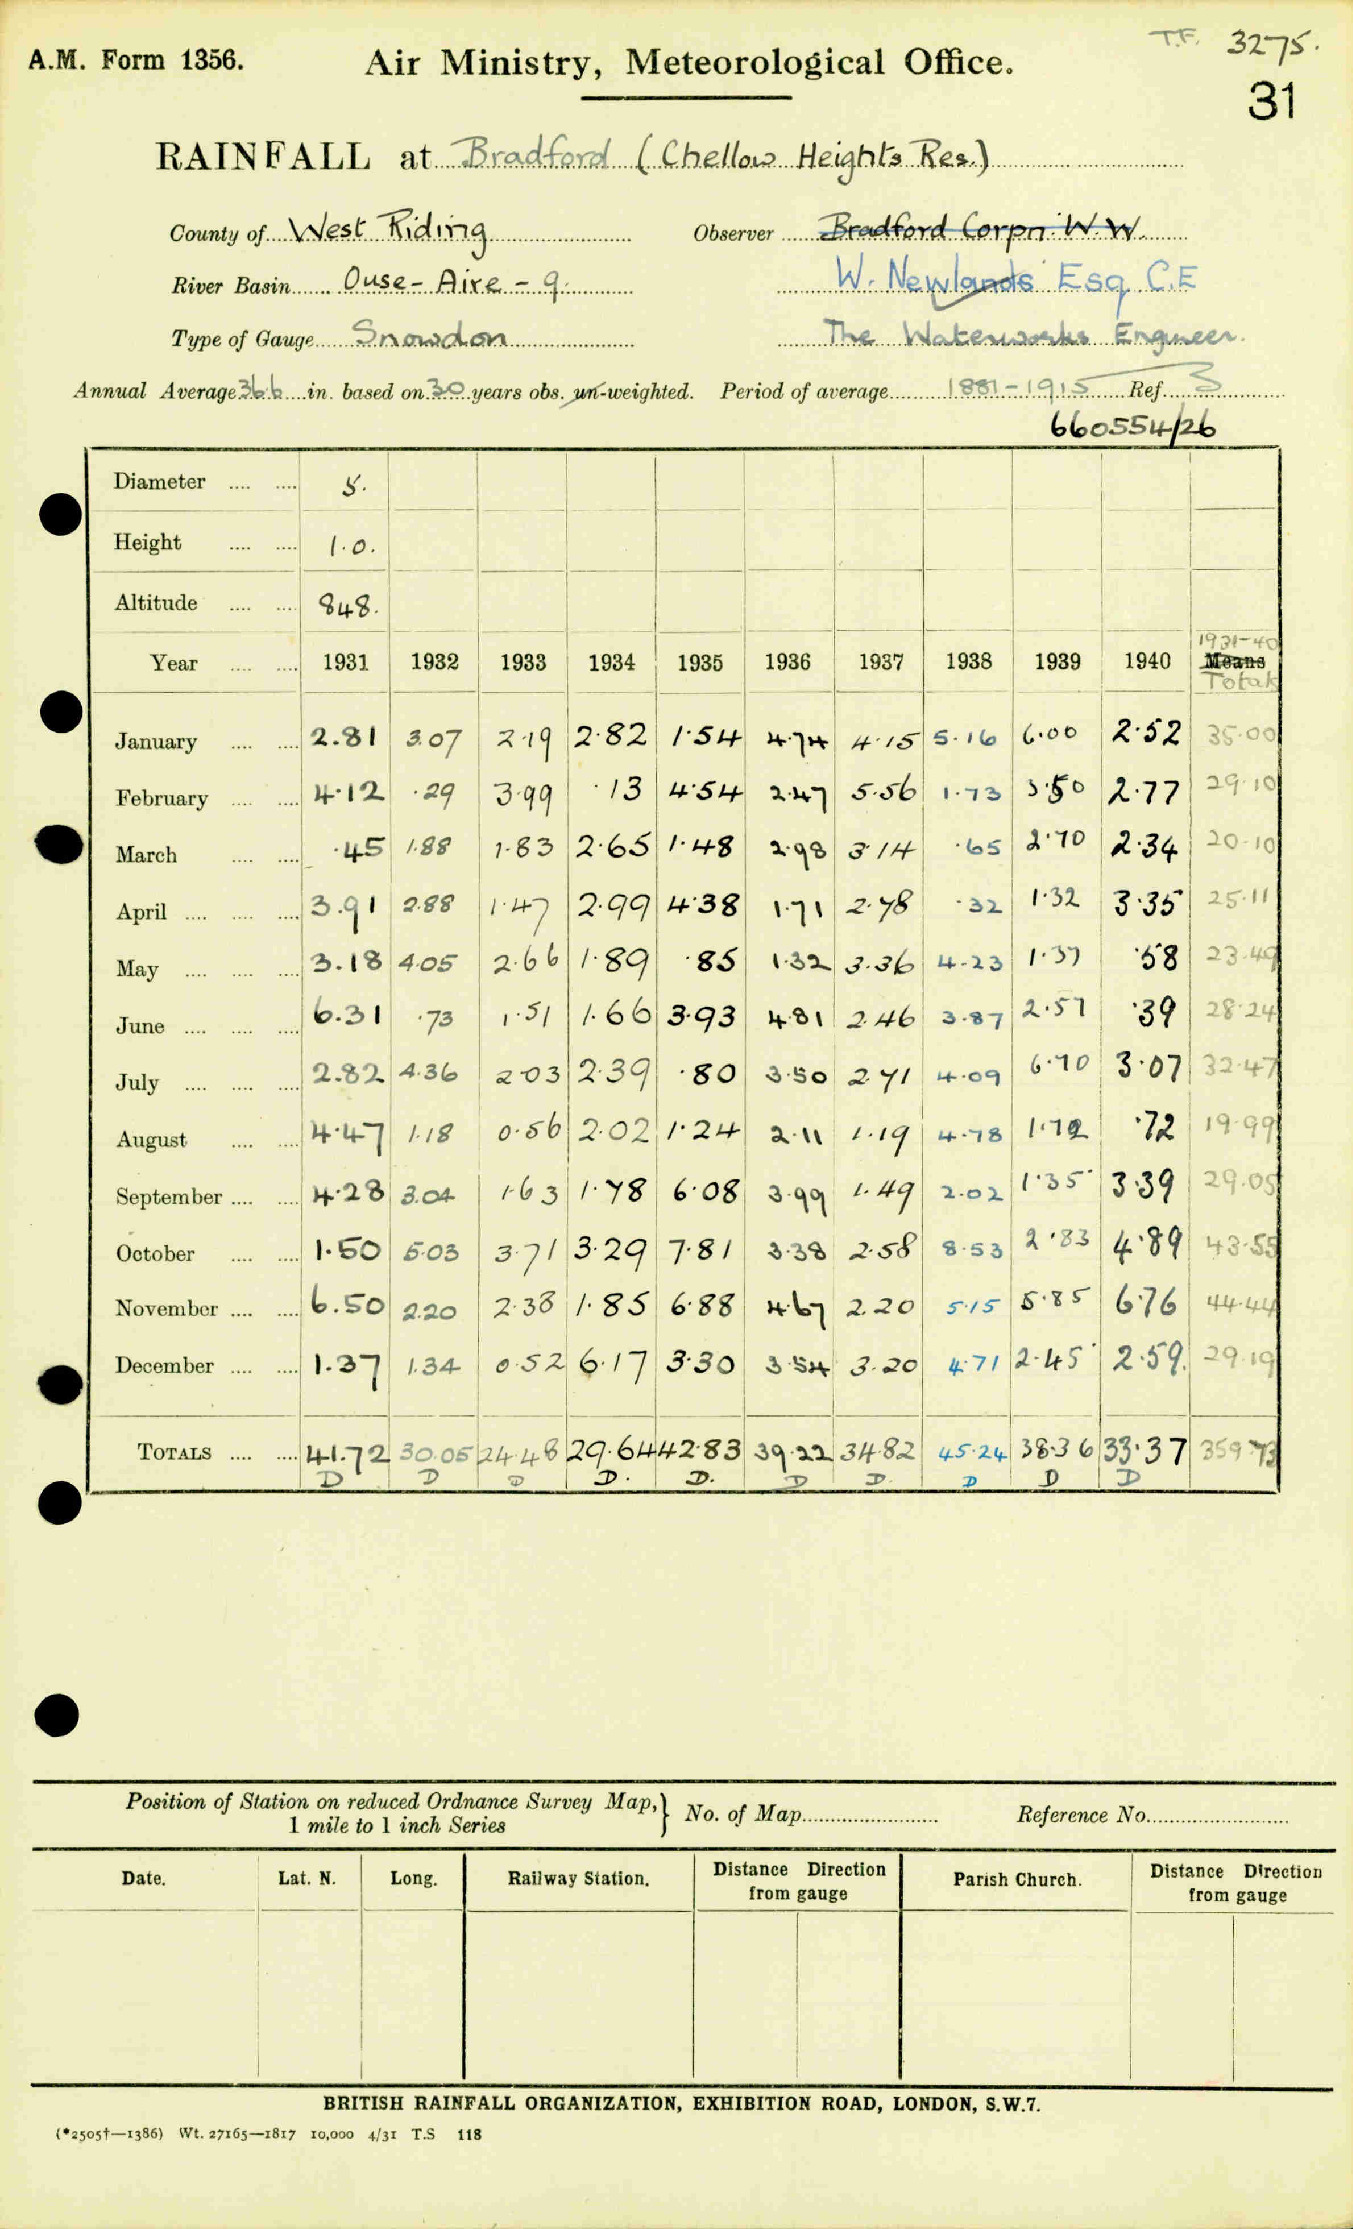 A.M. Form 1356. Air Ministry, Meteorological Office. T.F. 3275.
31
RAINFALL at Bradford (Chellow Heights Res.)
County of West Riding Observer Bradford Corpn. W.W.
River Basin Ouse - Aire - 9. W. Newlands Esq C.E
Type of Gauge Snowdon The Waterworks Engineer.
Annual Average 36.6 in. based on 30 years obs. un-weighted. Period of average 1881-1915 Ref. 3
660554/26
Diameter .... .... 5.
Height .... .... 1.0.
Altitude .... .... 848.
Year .... .... 1931 1932 1933 1934 1935 1936 1937 1938 1939 1940 1931-40 Means Totals
January .... .... 2.81 3.07 2.19 2.82 1.54 4.74 4.15 5.16 6.00 2.52 35.00
February .... .... 4.12 .29 3.99 .13 4.54 2.47 5.56 1.73 3.50 2.77 29.10
March .... .... .45 1.88 1.83 2.65 1.48 2.98 3.14 .65 2.70 2.34 20.10
April .... .... .... 3.91 2.88 1.47 2.99 4.38 1.71 2.78 .32 1.32 3.35 25.11
May .... .... .... 3.18 4.05 2.66 1.89 .85 1.32 3.36 4.23 1.37 .58 23.49
June .... .... .... 6.31 .73 1.51 1.66 3.93 4.81 2.46 3.87 2.57 .39 28.24
July .... .... .... 2.82 4.36 2.03 2.39 .80 3.50 2.71 4.09 6.70 3.07 32.47
August .... .... 4.47 1.18 0.56 2.02 1.24 2.11 1.19 4.78 1.72 .72 19.99
September .... .... 4.28 3.04 1.63 1.78 6.08 3.99 1.49 2.02 1.35 3.39 29.05
October .... .... 1.50 5.03 3.71 3.29 7.81 3.38 2.58 8.53 2.83 4.89 43.55
November .... .... 6.50 2.20 2.38 1.85 6.88 4.67 2.20 5.15 5.85 6.76 44.44
December .... .... 1.37 1.34 0.52 6.17 3.30 3.54 3.20 4.71 2.45 2.59. 29.19
TOTALS .... .... 41.72 30.05 24.48 29.64 42.83 39.22 34.82 45.24 38.36 33.37 359.73
D D D D. D. D D. D D D
Position of Station on reduced Ordnance Survey Map, } No. of Map Reference No.
1 mile to 1 inch Series
Date. Lat. N. Long. Railway Station. Distance Direction from gauge Parish Church. Distance Direction from gauge
BRITISH RAINFALL ORGANIZATION, EXHIBITION ROAD, LONDON, S.W.7.
(*2505†—1386) Wt. 27165—1817 10,000 4/31 T.S 118